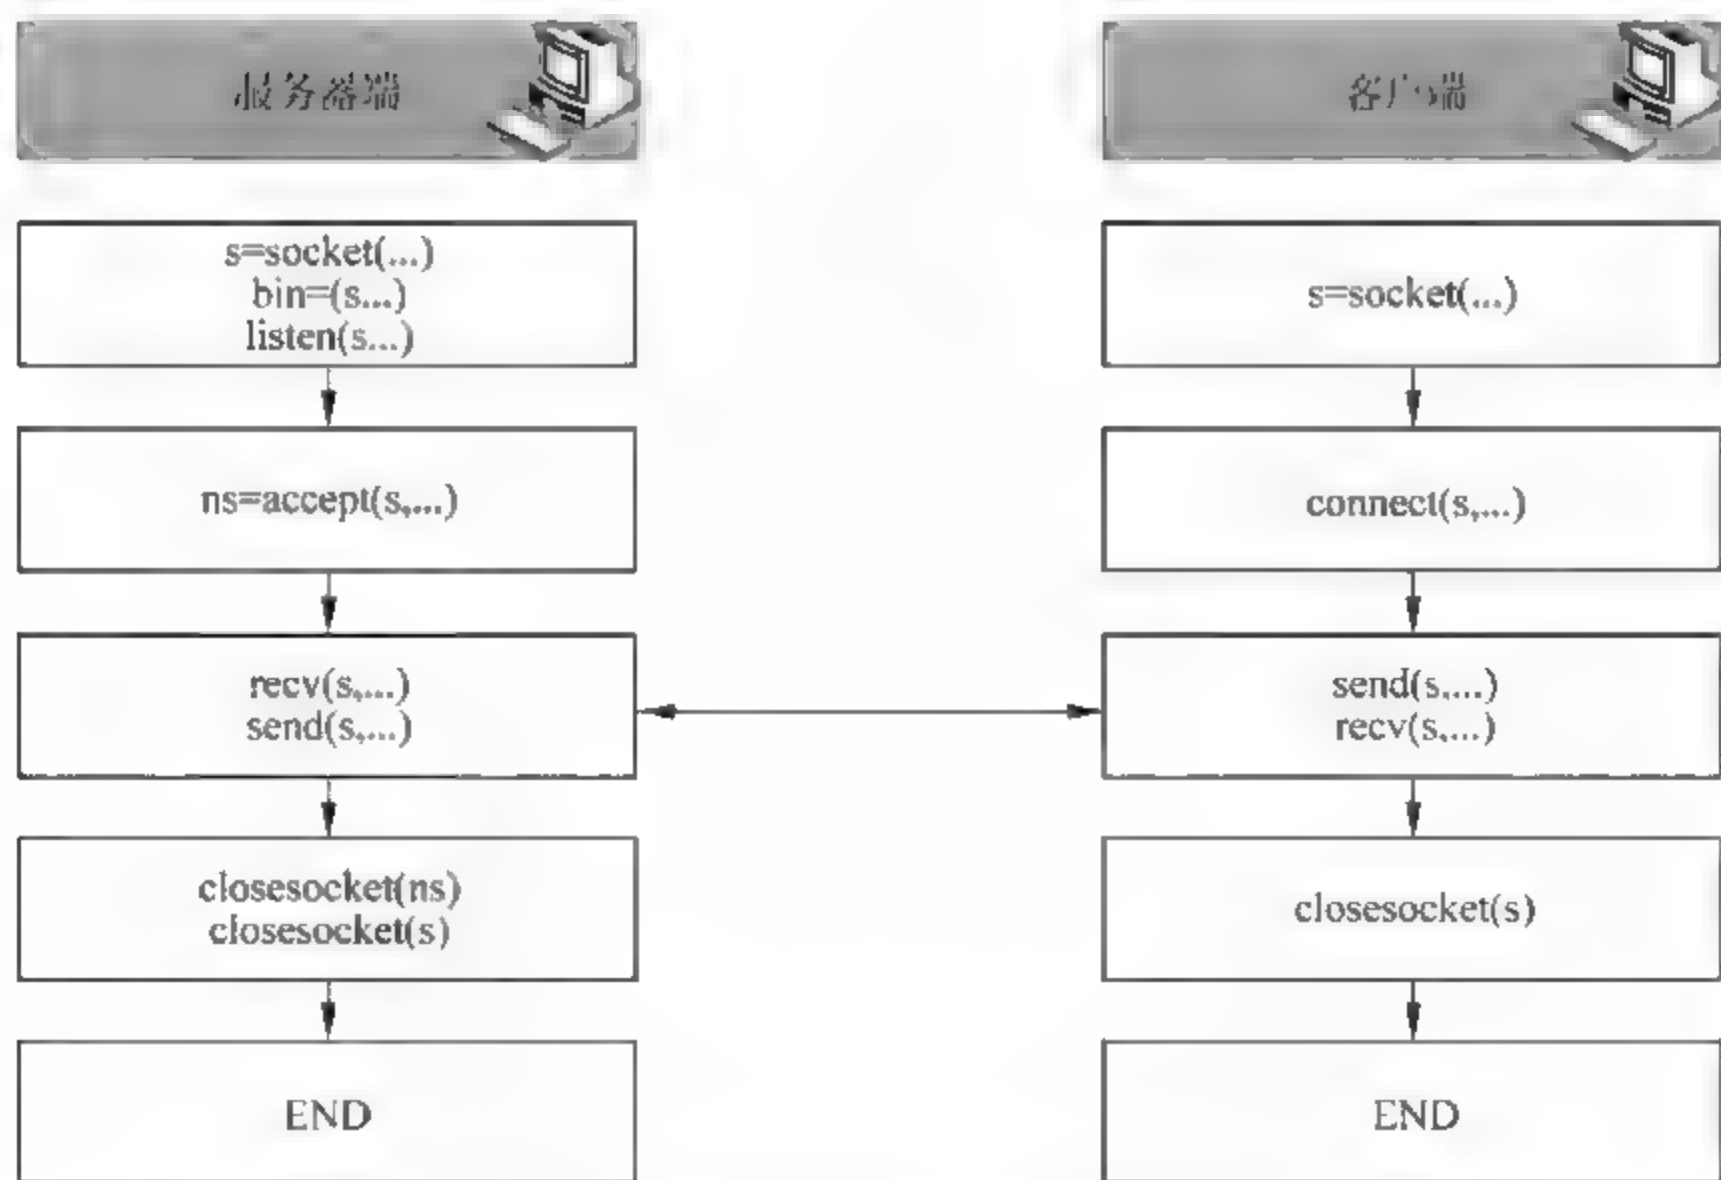 服务器端
s=socket(...)
bin=(s...)
listen(s...)
ns=accept(s,...)
recv(s,...)
send(s,...)
closesocket(ns)
closesocket(s)
END
客户端
s=socket(...)
connect(s,...)
send(s,...)
recv(s,...)
closesocket(s)
END